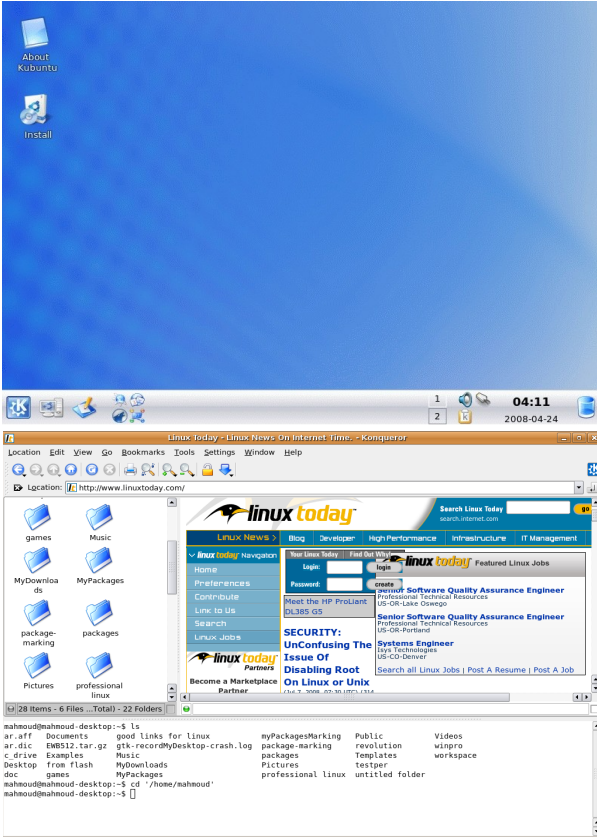 About
Kubuntu
Install
1
2
04:11
2008-04-24
Linux Today - Linux News On Internet Time. - Konqueror
Location Edit View Go Bookmarks Tools Settings Window Help
Location: http://www.linuxtoday.com/
games Music
MyDownloa
ds
MyPackages
package-
marking
packages
Pictures
professional
linux
28 Items - 6 Files ...Total) - 22 Folders
linux today
Search Linux Today go
search.internet.com
Linux News > Blog Developer High Performance Infrastructure IT Management
linux today Navigation
Home
Preferences
Contribute
Link to Us
Search
Linux Jobs
linux today
Partners
Become a Marketplace
Partner
Your Linux Today Find Out Why!
Login: login
Password: create
Meet the HP ProLiant
DL385 G5
SECURITY:
UnConfusing The
Issue Of
Disabling Root
On Linux or Unix
linux today Featured Linux Jobs
Senior Software Quality Assurance Engineer
Professional Technical Resources
US-OR-Lake Oswego
Senior Software Quality Assurance Engineer
Professional Technical Resources
US-OR-Portland
Systems Engineer
Isys Technologies
US-CO-Denver
Search all Linux Jobs | Post A Resume | Post A Job
mahmoud@mahmoud-desktop:~$ ls
ar.aff Documents good links for linux myPackagesMarking Public Videos
ar.dic EWB512.tar.gz gtk-recordMyDesktop-crash.log package-marking revolution winpro
c_drive Examples Music packages Templates workspace
Desktop from flash MyDownloads Pictures testper
doc games MyPackages professional linux untitled folder
mahmoud@mahmoud-desktop:~$ cd '/home/mahmoud'
mahmoud@mahmoud-desktop:~$